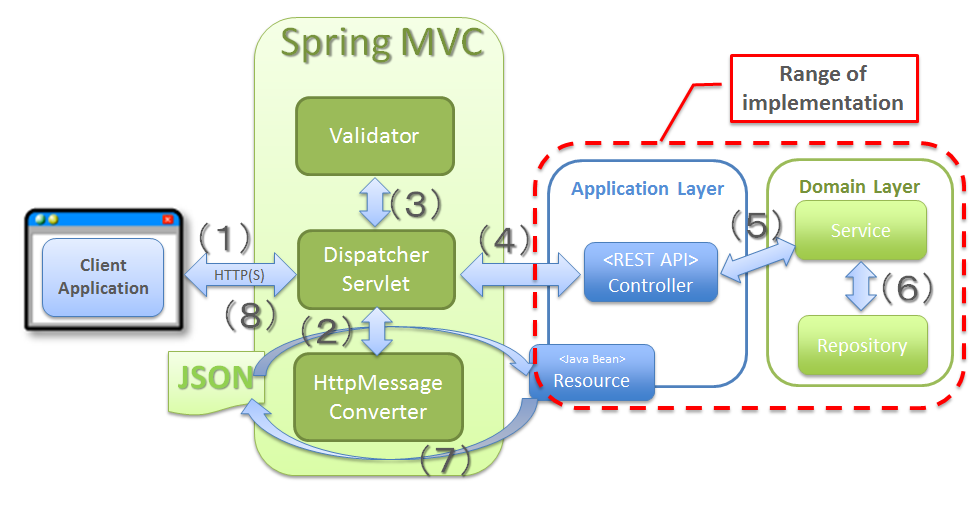 Spring MVC
Range of
implementation
Validator
(3)
Application Layer
Domain Layer
(1)
Client
Application
HTTP(S)
(8)
Dispatcher
Servlet
(4)
<REST API>
Controller
(5)
Service
(6)
(2)
Repository
JSON
HttpMessage
Converter
<Java Bean>
Resource
(7)